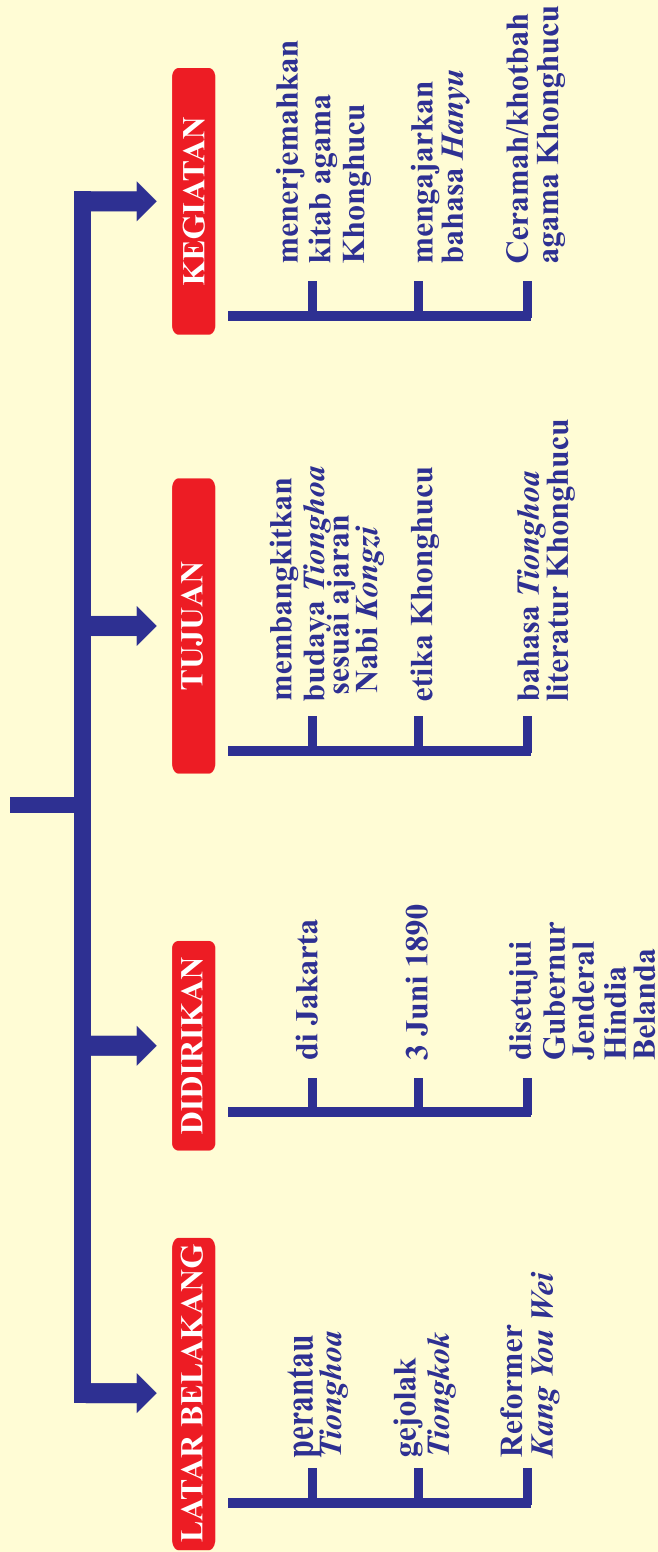 LATAR BELAKANG
perantau
Tionghoa
gejolak
Tiongkok
Reformer
Kang You Wei
DIDIRIKAN
di Jakarta
3 Juni 1890
disetujui
Gubernur
Jenderal
Hindia
Belanda
TUJUAN
membangkitkan
budaya Tionghoa
sesuai ajaran
Nabi Kongzi
etika Khonghucu
bahasa Tionghoa
literatur Khonghucu
KEGIATAN
menerjemahkan
kitab agama
Khonghucu
mengajarkan
bahasa Hanyu
Ceramah/khotbah
agama Khonghucu